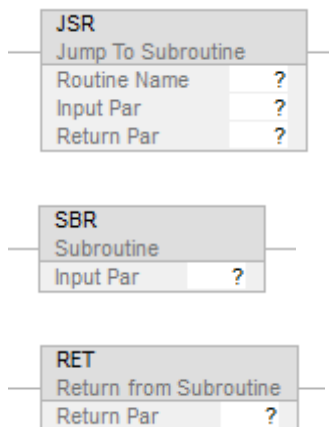 JSR
Jump To Subroutine
Routine Name ?
Input Par ?
Return Par ?
SBR
Subroutine
Input Par ?
RET
Return from Subroutine
Return Par ?